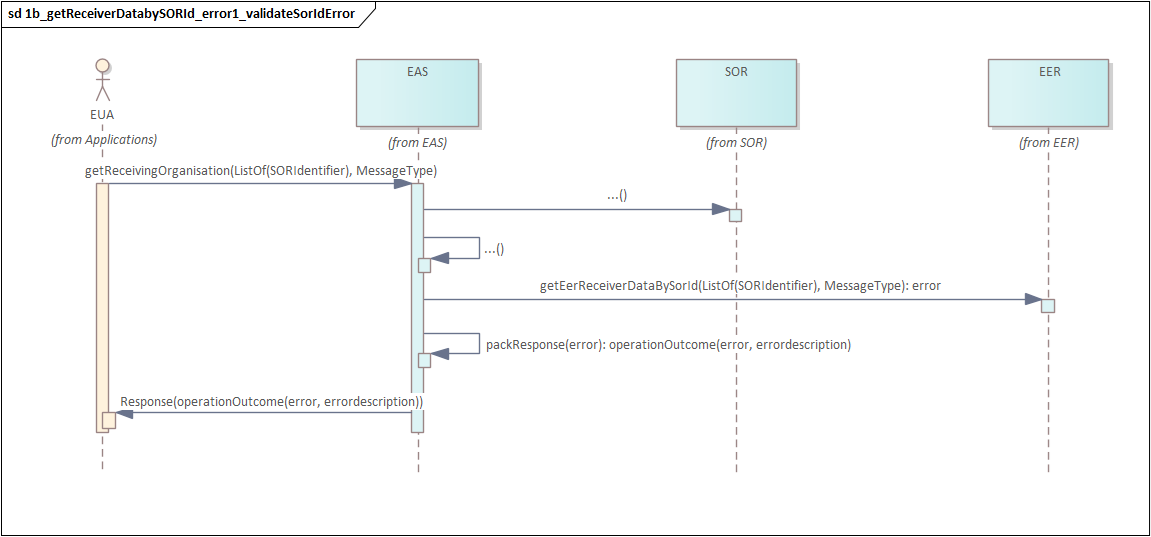 sd 1b_getReceiverDatabySORId_error1_validateSorIdError
EUA
(from Applications)
EAS
(from EAS)
SOR
(from SOR)
EER
(from EER)
getReceivingOrganisation(ListOf(SORIdentifier), MessageType)
...()
...()
getEerReceiverDataBySorId(ListOf(SORIdentifier), MessageType): error
packResponse(error): operationOutcome(error, errordescription)
Response(operationOutcome(error, errordescription))